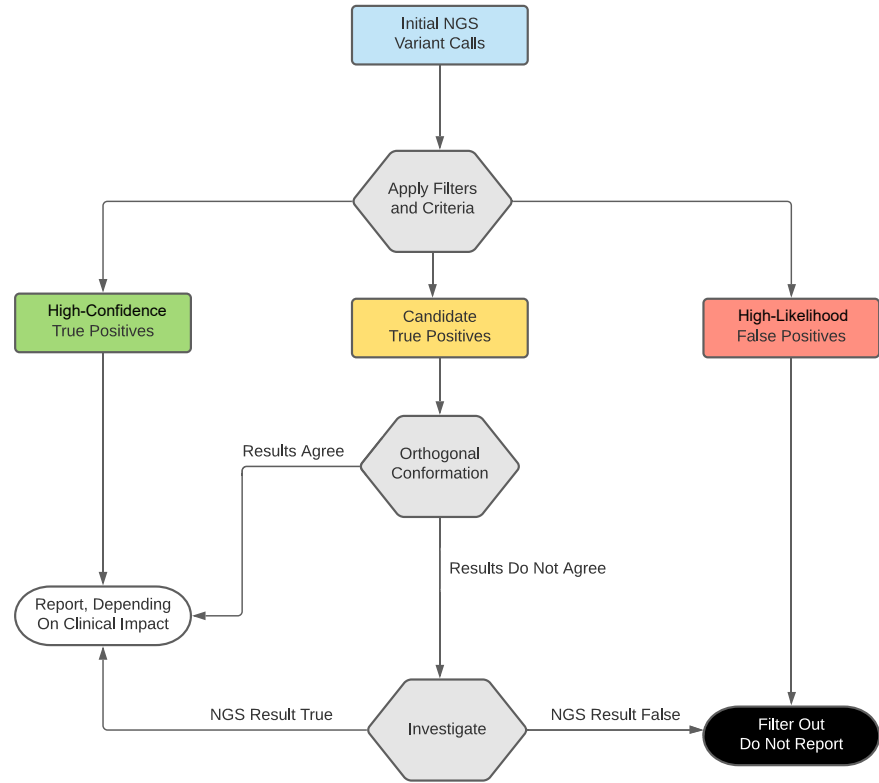 Initial NGS
Variant Calls
Apply Filters
and Criteria
High-Confidence
True Positives
Candidate
True Positives
High-Likelihood
False Positives
Results Agree
Orthogonal
Conformation
Results Do Not Agree
Report, Depending
On Clinical Impact
NGS Result True
Investigate
NGS Result False
Filter Out
Do Not Report